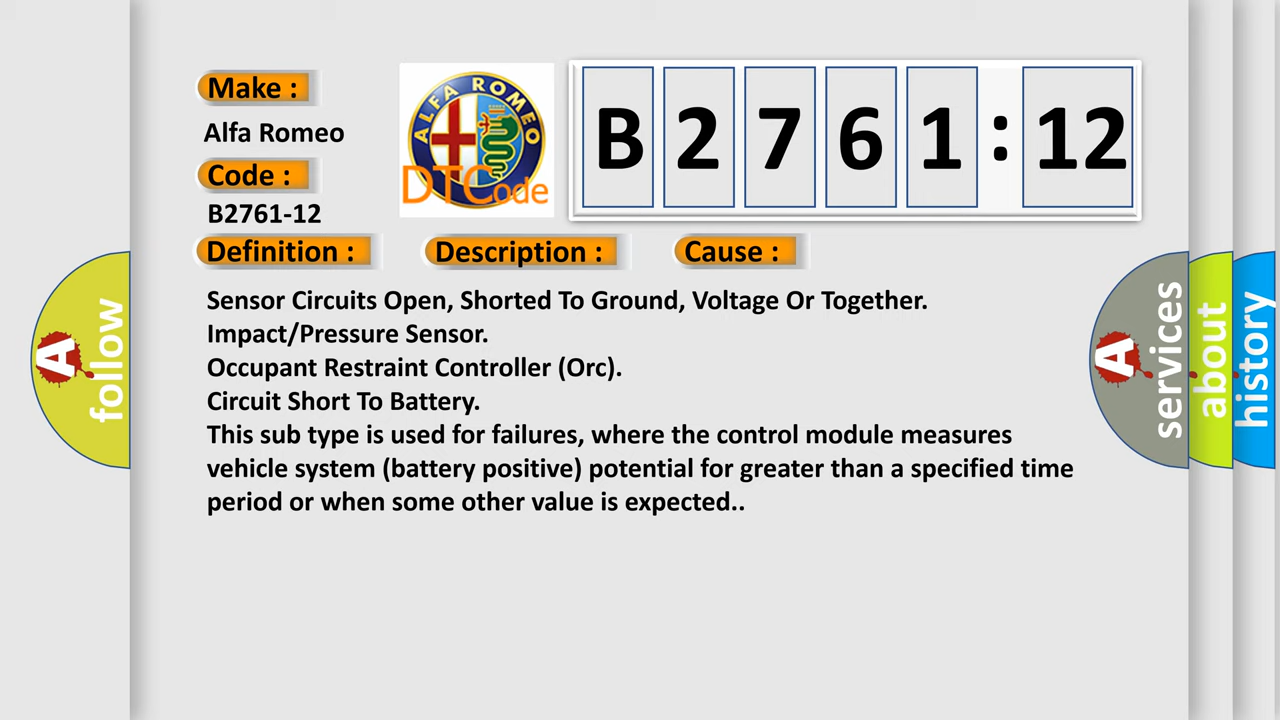 Make :
Alfa Romeo
Code :
B2761-12
ALFA ROMEO
DTCode
B 2 7 6 1 : 12
Definition :
Description :
Cause :
Sensor Circuits Open, Shorted To Ground, Voltage Or Together.
Impact/Pressure Sensor.
Occupant Restraint Controller (Orc).
Circuit Short To Battery.
This sub type is used for failures, where the control module measures
vehicle system (battery positive) potential for greater than a specified time
period or when some other value is expected..
A follow
A services
about
history